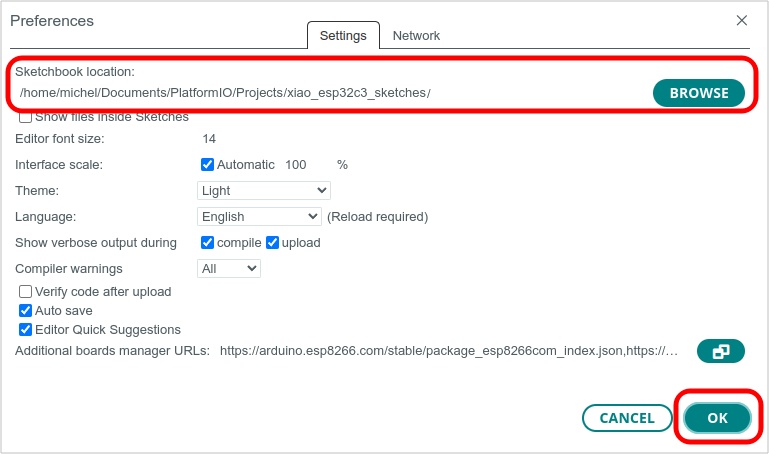 Preferences
Settings Network
Sketchbook location:
/home/michel/Documents/PlatformIO/Projects/xiao_esp32c3_sketches/
BROWSE
Show files inside Sketches
Editor font size: 14
Interface scale: Automatic 100 %
Theme: Light
Language: English (Reload required)
Show verbose output during compile upload
Compiler warnings All
Verify code after upload
Auto save
Editor Quick Suggestions
Additional boards manager URLs: https://arduino.esp8266.com/stable/package_esp8266com_index.json,https://…
CANCEL OK